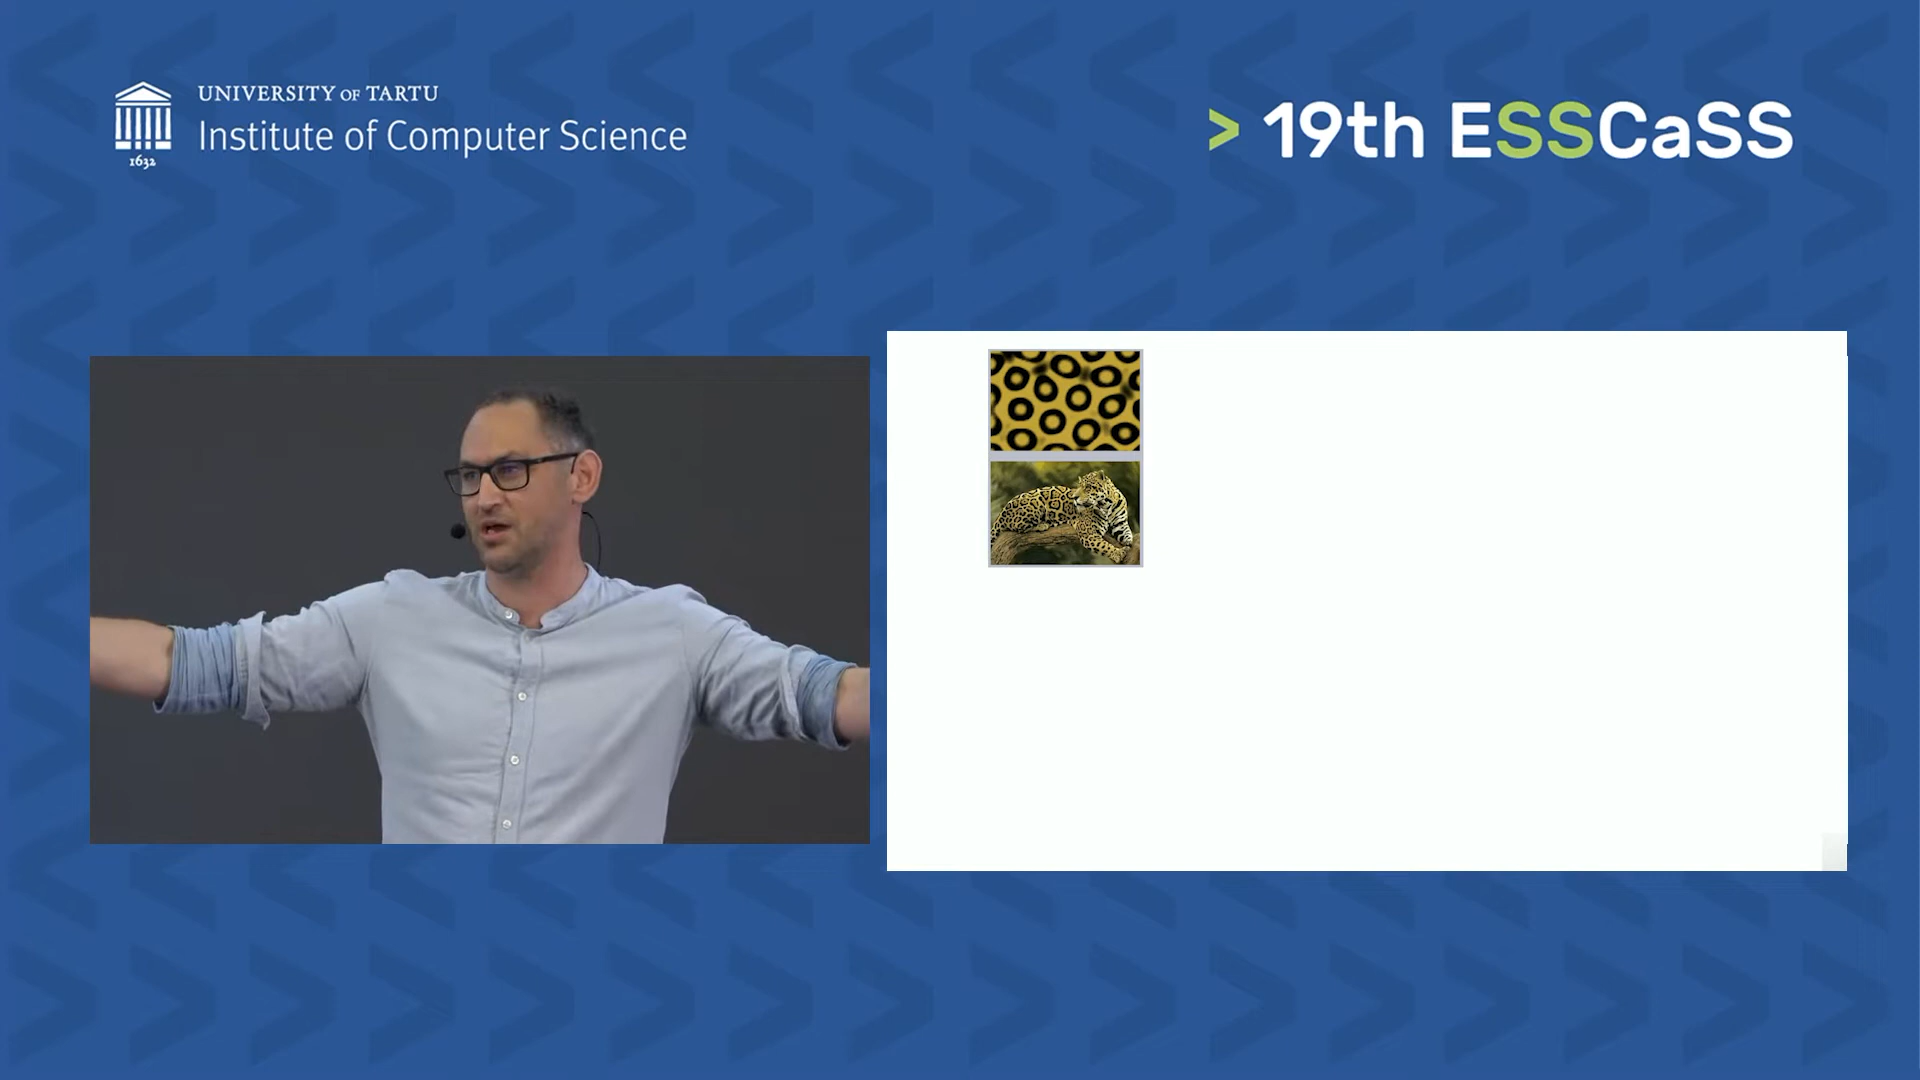 UNIVERSITY OF TARTU
Institute of Computer Science
1632
> 19th ESSCaSS